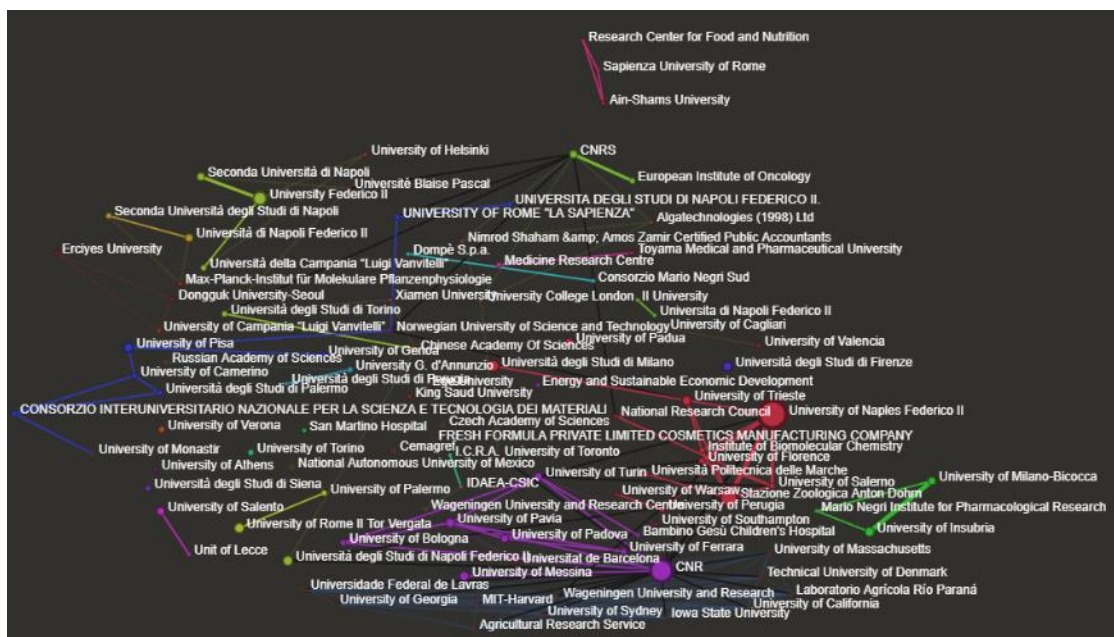 Research Center for Food and Nutrition
Sapienza University of Rome
Ain-Shams University
University of Helsinki
CNRS
Seconda Università di Napoli
Université Blaise Pascal
European Institute of Oncology
University Federico II
UNIVERSITA DEGLI STUDI DI NAPOLI FEDERICO II.
Seconda Università degli Studi di Napoli
UNIVERSITY OF ROME "LA SAPIENZA"
Algatechnologies (1998) Ltd
Università di Napoli Federico II
Nimrod Shaham &amp; Amos Zamir Certified Public Accountants
Erciyes University
Dompè S.p.a.
Toyama Medical and Pharmaceutical University
Medicine Research Centre
Università della Campania "Luigi Vanvitelli"
Max-Planck-Institut für Molekulare Pflanzenphysiologie
Consorzio Mario Negri Sud
Dongguk University-Seoul
Xiamen University
University College London
II University
Università degli Studi di Torino
Universita di Napoli Federico II
University of Campania "Luigi Vanvitelli"
Norwegian University of Science and Technology
University of Cagliari
University of Pisa
University of Genoa
Chinese Academy Of Sciences
University of Padua
University of Valencia
Russian Academy of Sciences
University G. d'Annunzio
Università degli Studi di Milano
Università degli Studi di Firenze
University of Camerino
Università degli Studi di Perugia
Energy and Sustainable Economic Development
Università degli Studi di Palermo
King Saud University
University of Trieste
CONSORZIO INTERUNIVERSITARIO NAZIONALE PER LA SCIENZA E TECNOLOGIA DEI MATERIALI
National Research Council
University of Naples Federico II
Czech Academy of Sciences
University of Verona
San Martino Hospital
FRESH FORMULA PRIVATE LIMITED COSMETICS MANUFACTURING COMPANY
Cemagref
Institute of Biomolecular Chemistry
University of Monastir
University of Torino
I.C.R.A.
University of Toronto
University of Florence
University of Athens
National Autonomous University of Mexico
University of Turin
Università Politecnica delle Marche
University of Milano-Bicocca
Università degli Studi di Siena
IDAEA-CSIC
University of Salerno
University of Palermo
University of Warsaw
Stazione Zoologica Anton Dohrn
University of Salento
Wageningen University and Research Centre
University of Perugia
Mario Negri Institute for Pharmacological Research
University of Rome II Tor Vergata
University of Pavia
University of Southampton
University of Insubria
University of Bologna
University of Padova
Bambino Gesù Children's Hospital
Unit of Lecce
Università degli Studi di Napoli Federico II
Universitat de Barcelona
University of Ferrara
University of Massachusetts
University of Messina
CNR
Technical University of Denmark
Universidade Federal de Lavras
Laboratorio Agrícola Río Paraná
University of Georgia
MIT-Harvard
Wageningen University and Research
University of California
University of Sydney
Iowa State University
Agricultural Research Service